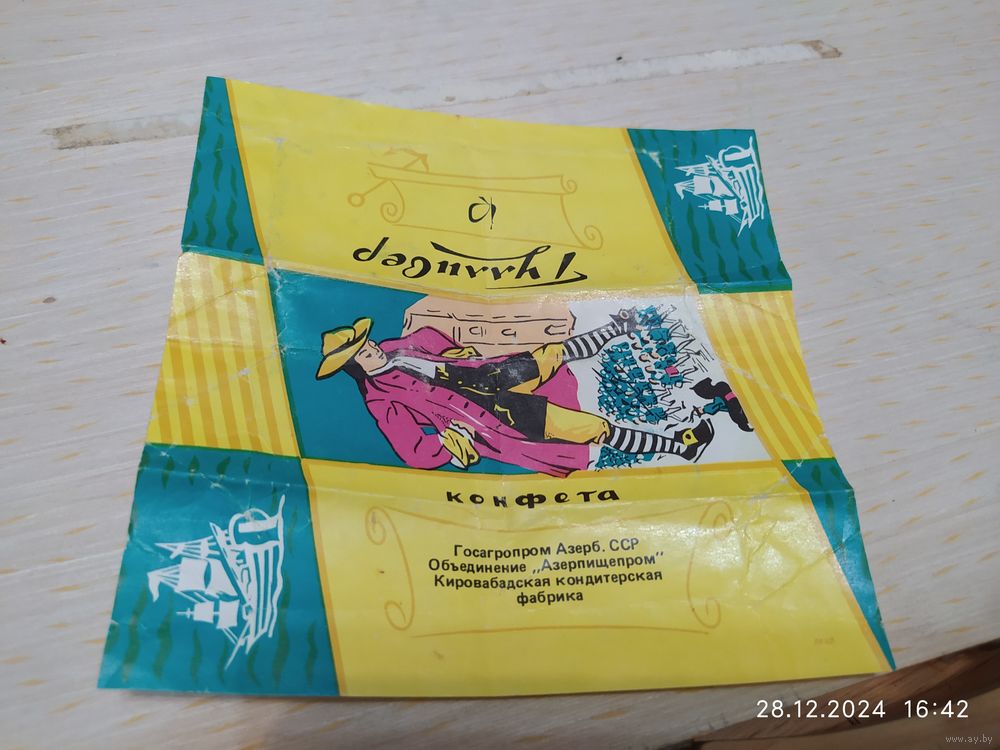 Гулливер
конфета
Госагропром Азерб. ССР
Объединение „Азерпищепром"
Кировабадская кондитерская
фабрика
28.12.2024 16:42
www.ay.by